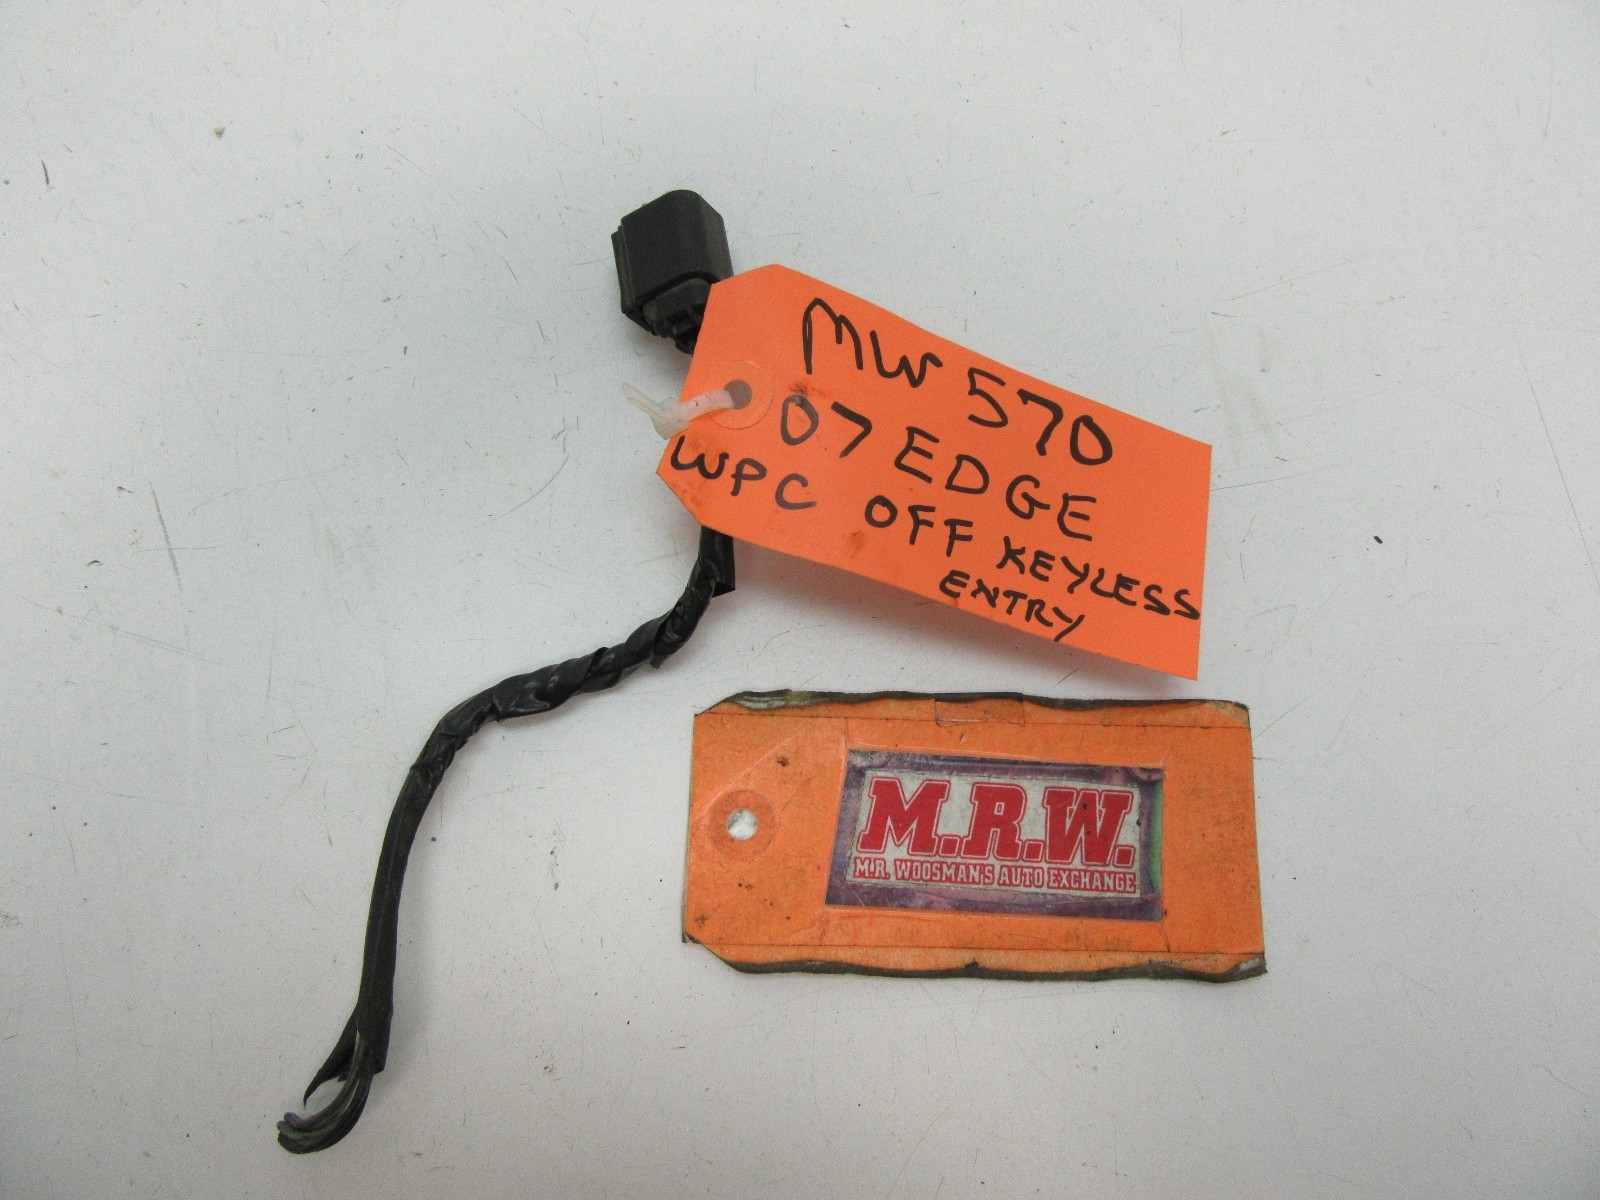 MW 570
07 EDGE
WPC OFF KEYLESS
ENTRY
M.R.W.
M.R. WOOSMAN'S AUTO EXCHANGE